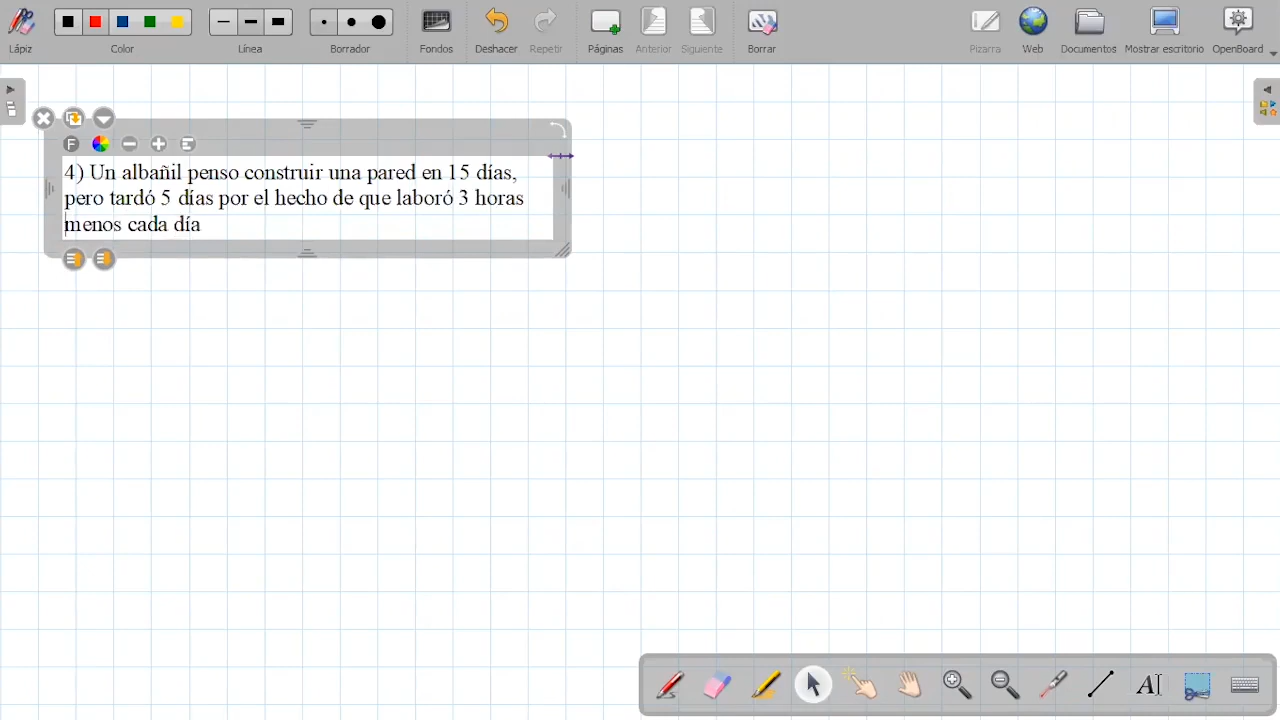 Lápiz
Color
Línea
Borrador
Fondos
Deshacer
Repetir
Páginas
Anterior
Siguiente
Borrar
Pizarra
Web
Documentos
Mostrar escritorio
OpenBoard
F
4) Un albañil penso construir una pared en 15 días,
pero tardó 5 días por el hecho de que laboró 3 horas
menos cada día